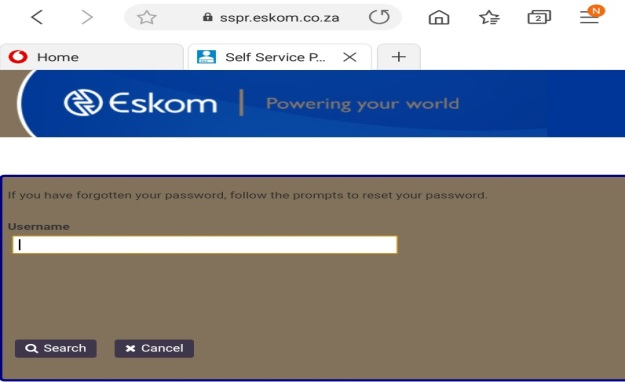 sspr.eskom.co.za
2
N
Home
Self Service P...
Eskom
Powering your world
If you have forgotten your password, follow the prompts to reset your password.
Username
Search
Cancel